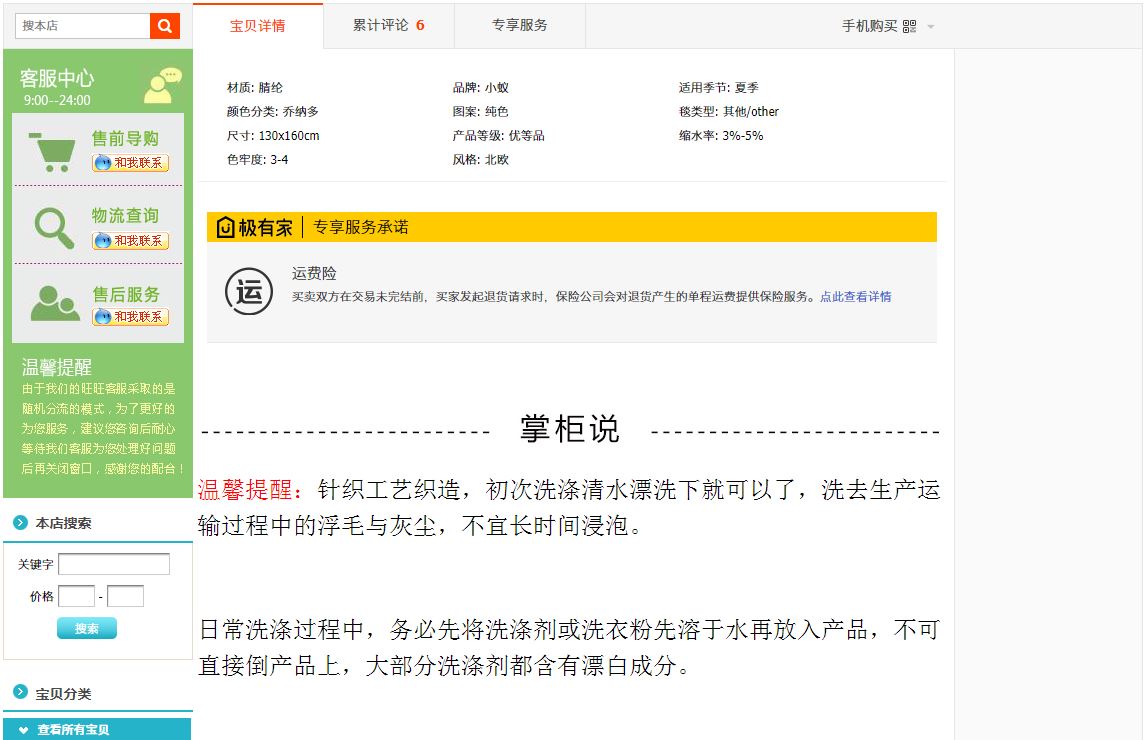 搜本店
宝贝详情
累计评论 6
专享服务
手机购买
客服中心
9:00--24:00
售前导购
和我联系
物流查询
和我联系
售后服务
和我联系
温馨提醒
由于我们的旺旺客服采取的是
随机分流的模式，为了更好的
为您服务，建议您咨询后耐心
等待我们客服为您处理好问题
后再关闭窗口，感谢您的配合！
本店搜索
关键字
价格 -
搜索
宝贝分类
查看所有宝贝
材质: 腈纶 品牌: 小蚁 适用季节: 夏季
颜色分类: 乔纳多 图案: 纯色 毯类型: 其他/other
尺寸: 130x160cm 产品等级: 优等品 缩水率: 3%-5%
色牢度: 3-4 风格: 北欧
极有家 专享服务承诺
运
运费险
买卖双方在交易未完结前，买家发起退货请求时，保险公司会对退货产生的单程运费提供保险服务。点此查看详情
掌柜说
温馨提醒：针织工艺织造，初次洗涤清水漂洗下就可以了，洗去生产运
输过程中的浮毛与灰尘，不宜长时间浸泡。
日常洗涤过程中，务必先将洗涤剂或洗衣粉先溶于水再放入产品，不可
直接倒产品上，大部分洗涤剂都含有漂白成分。